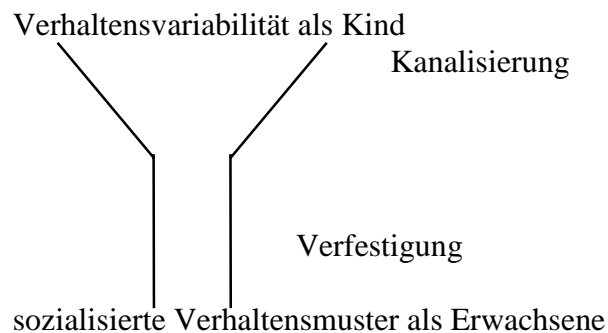 Verhaltensvariabilität als Kind
Kanalisierung
Verfestigung
sozialisierte Verhaltensmuster als Erwachsene